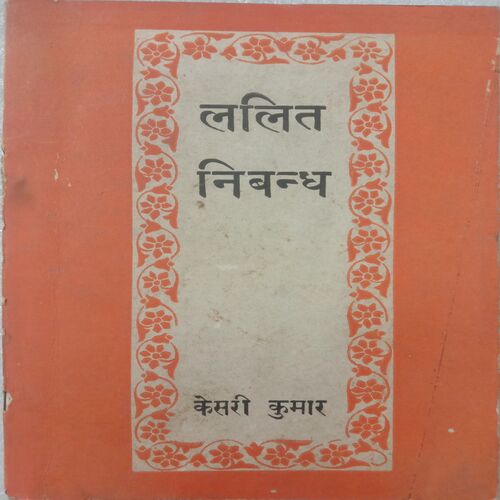 ललित
निबन्ध
केसरी कुमार